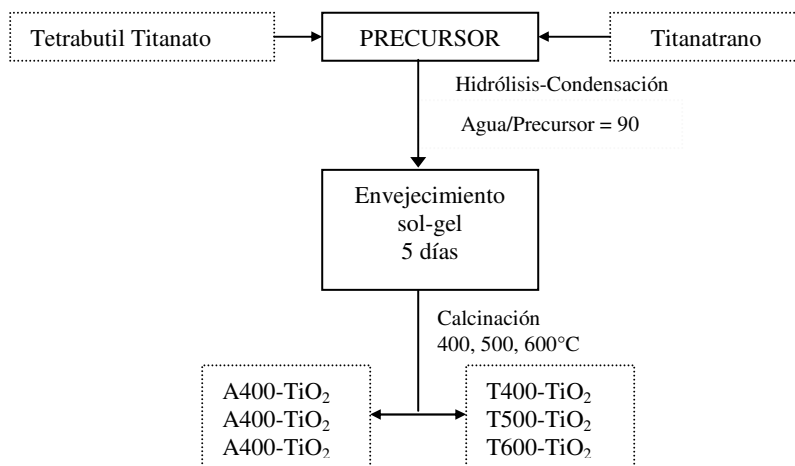 Tetrabutil Titanato
PRECURSOR
Titanatrano
Hidrólisis-Condensación
Agua/Precursor = 90
Envejecimiento
sol-gel
5 días
Calcinación
400, 500, 600°C
A400-TiO₂
A400-TiO₂
A400-TiO₂
T400-TiO₂
T500-TiO₂
T600-TiO₂